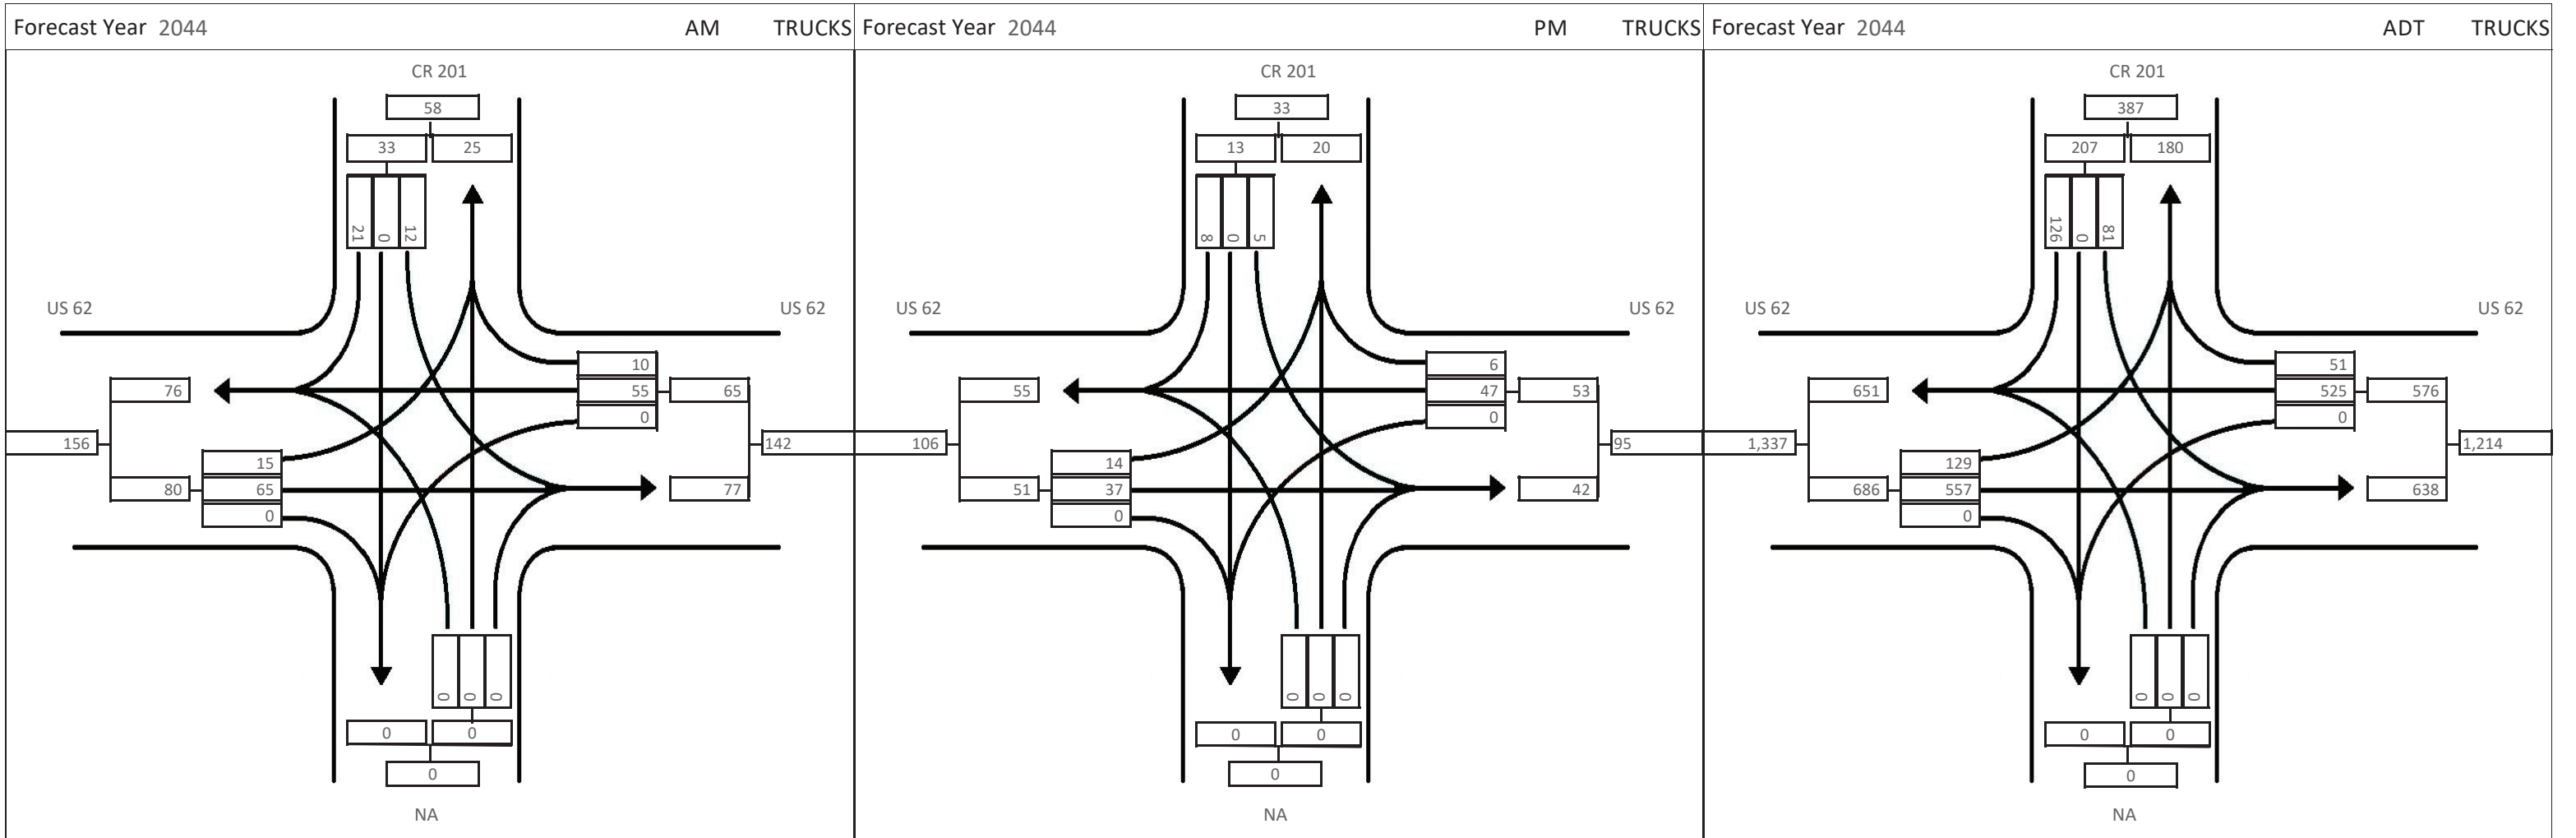 Forecast Year 2044 AM TRUCKS
CR 201
58
33 25
21 0 12
US 62 US 62
10
76 55 65
0
156 142
15
80 65 77
0
0 0 0
0 0
0
NA
Forecast Year 2044 PM TRUCKS
CR 201
33
13 20
8 0 5
US 62 US 62
6
55 47 53
0
106 95
14
51 37 42
0
0 0 0
0 0
0
NA
Forecast Year 2044 ADT TRUCKS
CR 201
387
207 180
126 0 81
US 62 US 62
51
651 525 576
0
1,337 1,214
129
686 557 638
0
0 0 0
0 0
0
NA